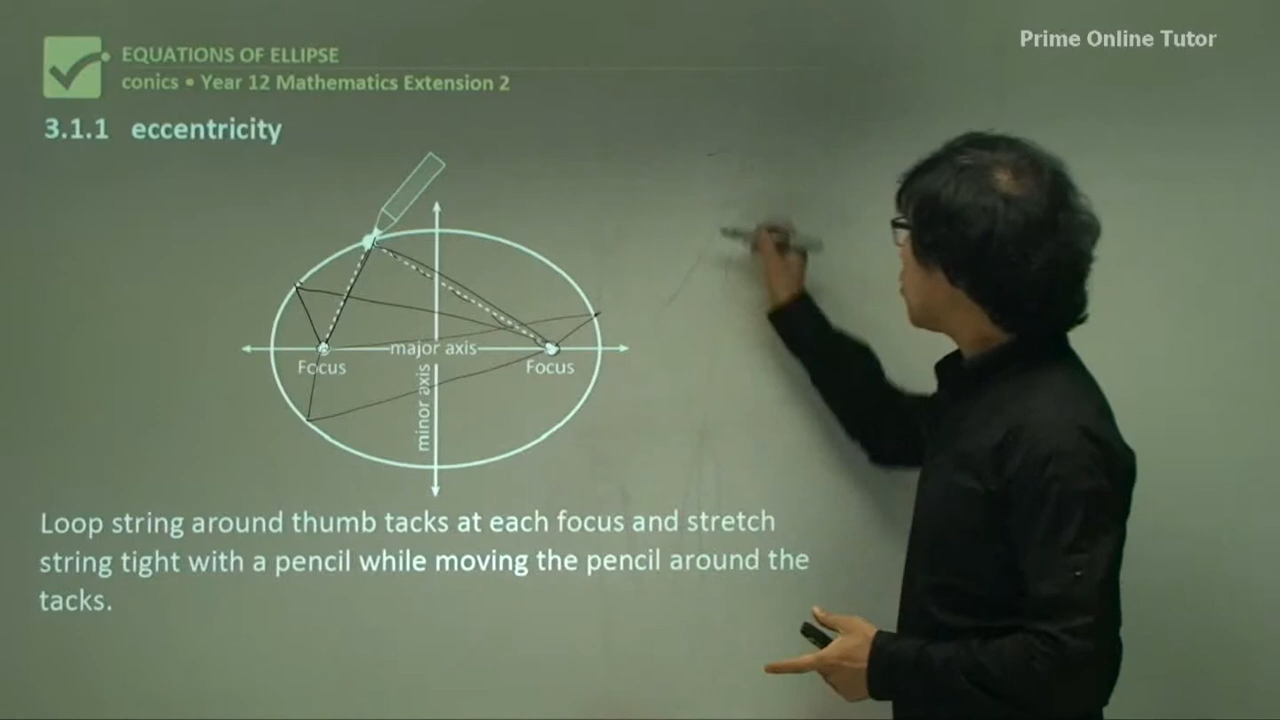 Prime Online Tutor
EQUATIONS OF ELLIPSE
conics • Year 12 Mathematics Extension 2
3.1.1 eccentricity
major axis
Focus
Focus
minor axis
Loop string around thumb tacks at each focus and stretch
string tight with a pencil while moving the pencil around the
tacks.